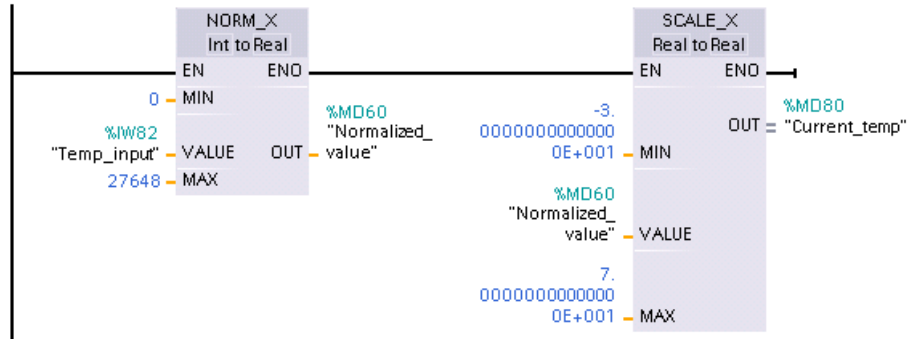 NORM_X
Int to Real
EN ENO
0 MIN
%IW82
"Temp_input" VALUE
27648 MAX
OUT
%MD60
"Normalized_
value"
SCALE_X
Real to Real
EN ENO
-3.
0000000000000
0E+001 MIN
%MD60
"Normalized_
value" VALUE
7.
0000000000000
0E+001 MAX
OUT
%MD80
"Current_temp"